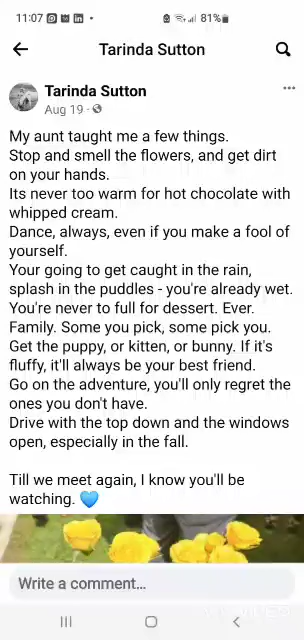 11:07
81%
Tarinda Sutton
Tarinda Sutton
Aug 19
My aunt taught me a few things.
Stop and smell the flowers, and get dirt
on your hands.
Its never too warm for hot chocolate with
whipped cream.
Dance, always, even if you make a fool of
yourself.
Your going to get caught in the rain,
splash in the puddles - you're already wet.
You're never to full for dessert. Ever.
Family. Some you pick, some pick you.
Get the puppy, or kitten, or bunny. If it's
fluffy, it'll always be your best friend.
Go on the adventure, you'll only regret the
ones you don't have.
Drive with the top down and the windows
open, especially in the fall.
Till we meet again, I know you'll be
watching. 💙
Write a comment...